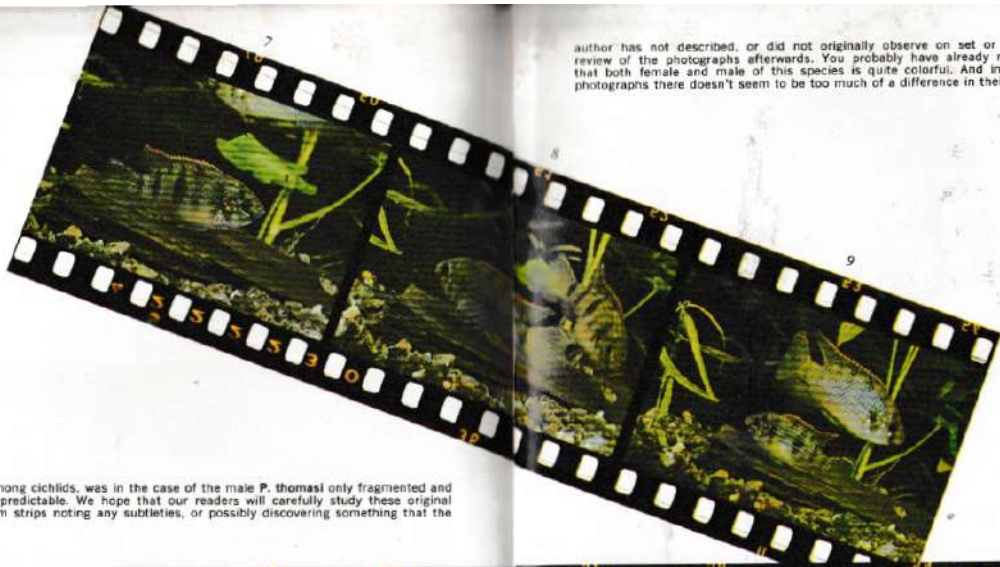 7
8
9
author has not described, or did not originally observe on set or
review of the photographs afterwards. You probably have already
that both female and male of this species is quite colorful. And in
photographs there doesn't seem to be too much of a difference in their
mong cichlids, was in the case of the male P. thomasi only fragmented and
predictable. We hope that our readers will carefully study these original
m strips noting any subtleties, or possibly discovering something that the